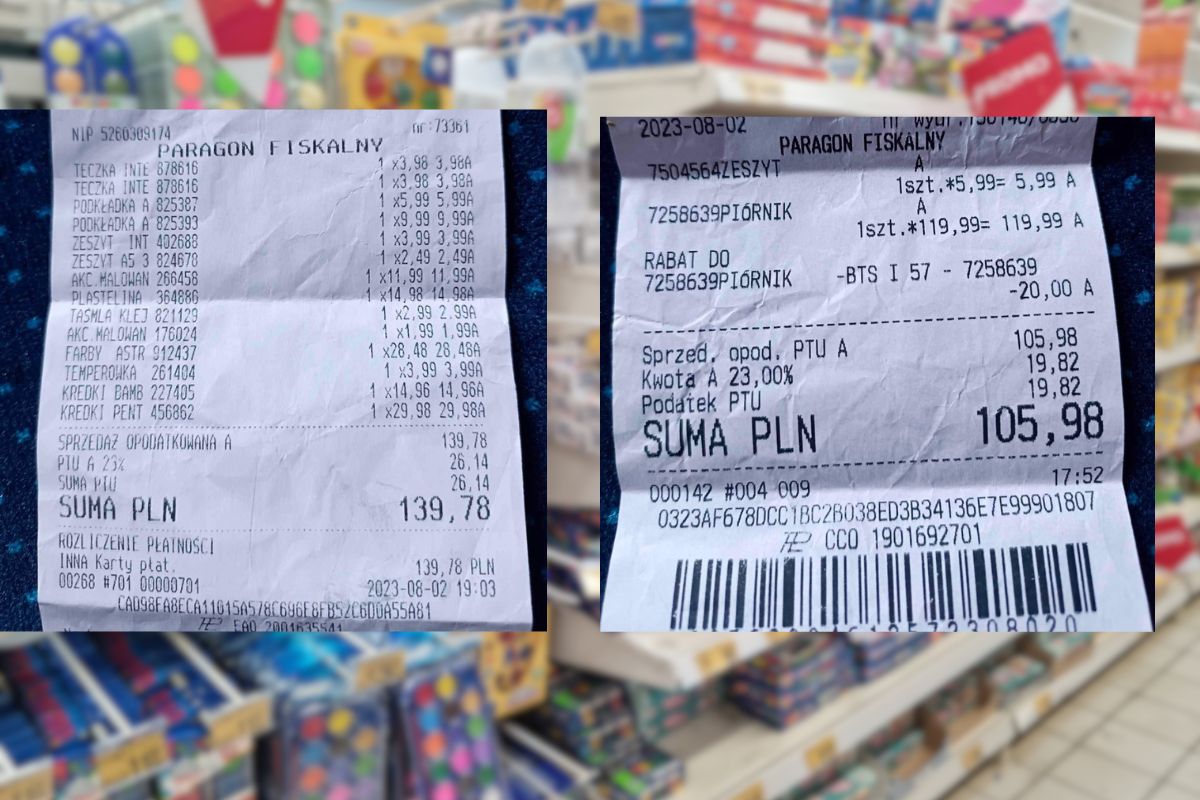 NIP 5260309174 nr:73361
PARAGON FISKALNY
TECZKA INTE 878616 1 x3,98 3,98A
TECZKA INTE 878616 1 x3,98 3,98A
PODKŁADKA A 825387 1 x5,99 5,99A
PODKŁADKA A 825393 1 x9,99 9,99A
ZESZYT INT 402688 1 x3,99 3,99A
ZESZYT A5 3 824678 1 x2,49 2,49A
AKC.MALOWAN 266458 1 x11,99 11,99A
PLASTELINA 364886 1 x14,98 14,98A
TASMLA KLEJ 821129 1 x2,99 2,99A
AKC.MALOWAN 176024 1 x1,99 1,99A
FARBY ASTR 912437 1 x28,48 28,48A
TEMPERÓWKA 261404 1 x3,99 3,99A
KREDKI BAMB 227405 1 x14,96 14,96A
KREDKI PENT 456862 1 x29,98 29,98A
SPRZEDAŻ OPODATKOWANA A 139,78
PTU A 23% 26,14
SUMA PTU 26,14
SUMA PLN 139,78
ROZLICZENIE PŁATNOŚCI
INNA Karty płat. 139,78 PLN
00268 #701 00000701 2023-08-02 19:03
CAD98FA8ECA11015A578C696E8FB52C6D0A55A81
EAO 2001635541
2023-08-02 nr wydr.
PARAGON FISKALNY
7504564ZESZYT A
1szt.*5,99= 5,99 A
7258639PIÓRNIK A
1szt.*119,99= 119,99 A
RABAT DO
7258639PIÓRNIK -BTS I 57 - 7258639
-20,00 A
Sprzed. opod. PTU A 105,98
Kwota A 23,00% 19,82
Podatek PTU 19,82
SUMA PLN 105,98
000142 #004 009 17:52
0323AF678DCC1BC2B038ED3B34136E7E99901807
CCO 1901692701
PROMO